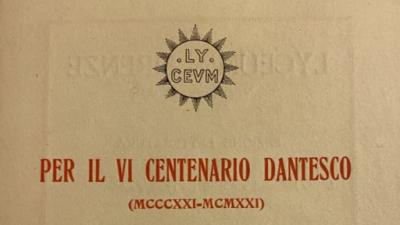 . LY .
CEVM
PER IL VI CENTENARIO DANTESCO
(MCCCXXI-MCMXXI)